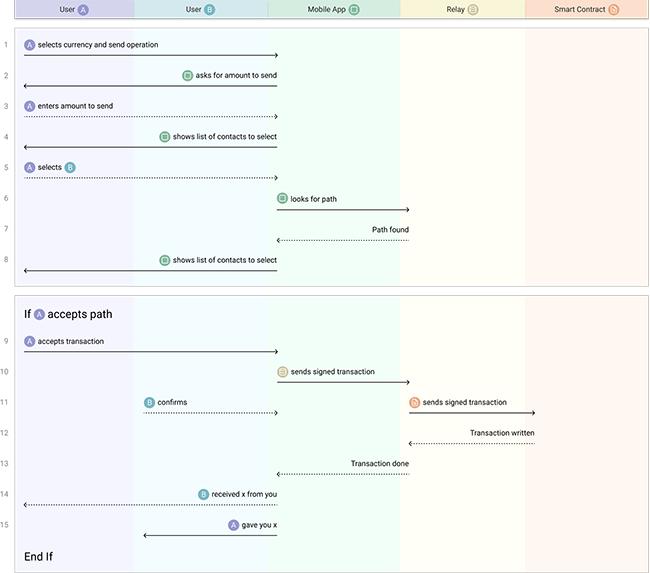 User A User B Mobile App Relay Smart Contract
1 A selects currency and send operation
2 asks for amount to send
3 A enters amount to send
4 shows list of contacts to select
5 A selects B
6 looks for path
7 Path found
8 shows list of contacts to select
If A accepts path
9 A accepts transaction
10 sends signed transaction
11 B confirms sends signed transaction
12 Transaction written
13 Transaction done
14 B received x from you
15 A gave you x
End If